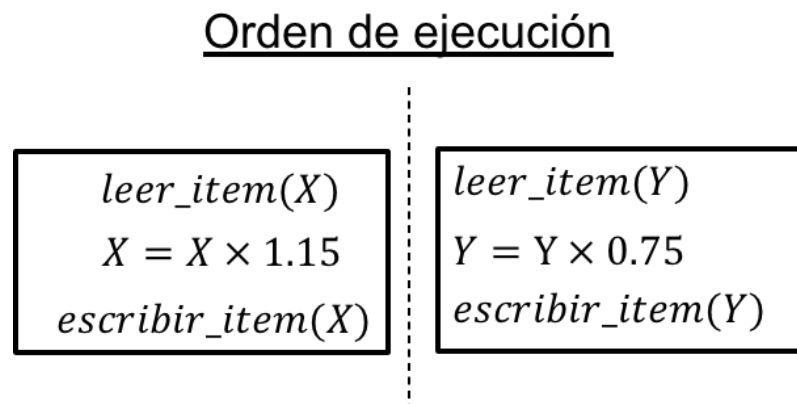 Orden de ejecución
leer_item(X)
X = X × 1.15
escribir_item(X)
leer_item(Y)
Y = Y × 0.75
escribir_item(Y)